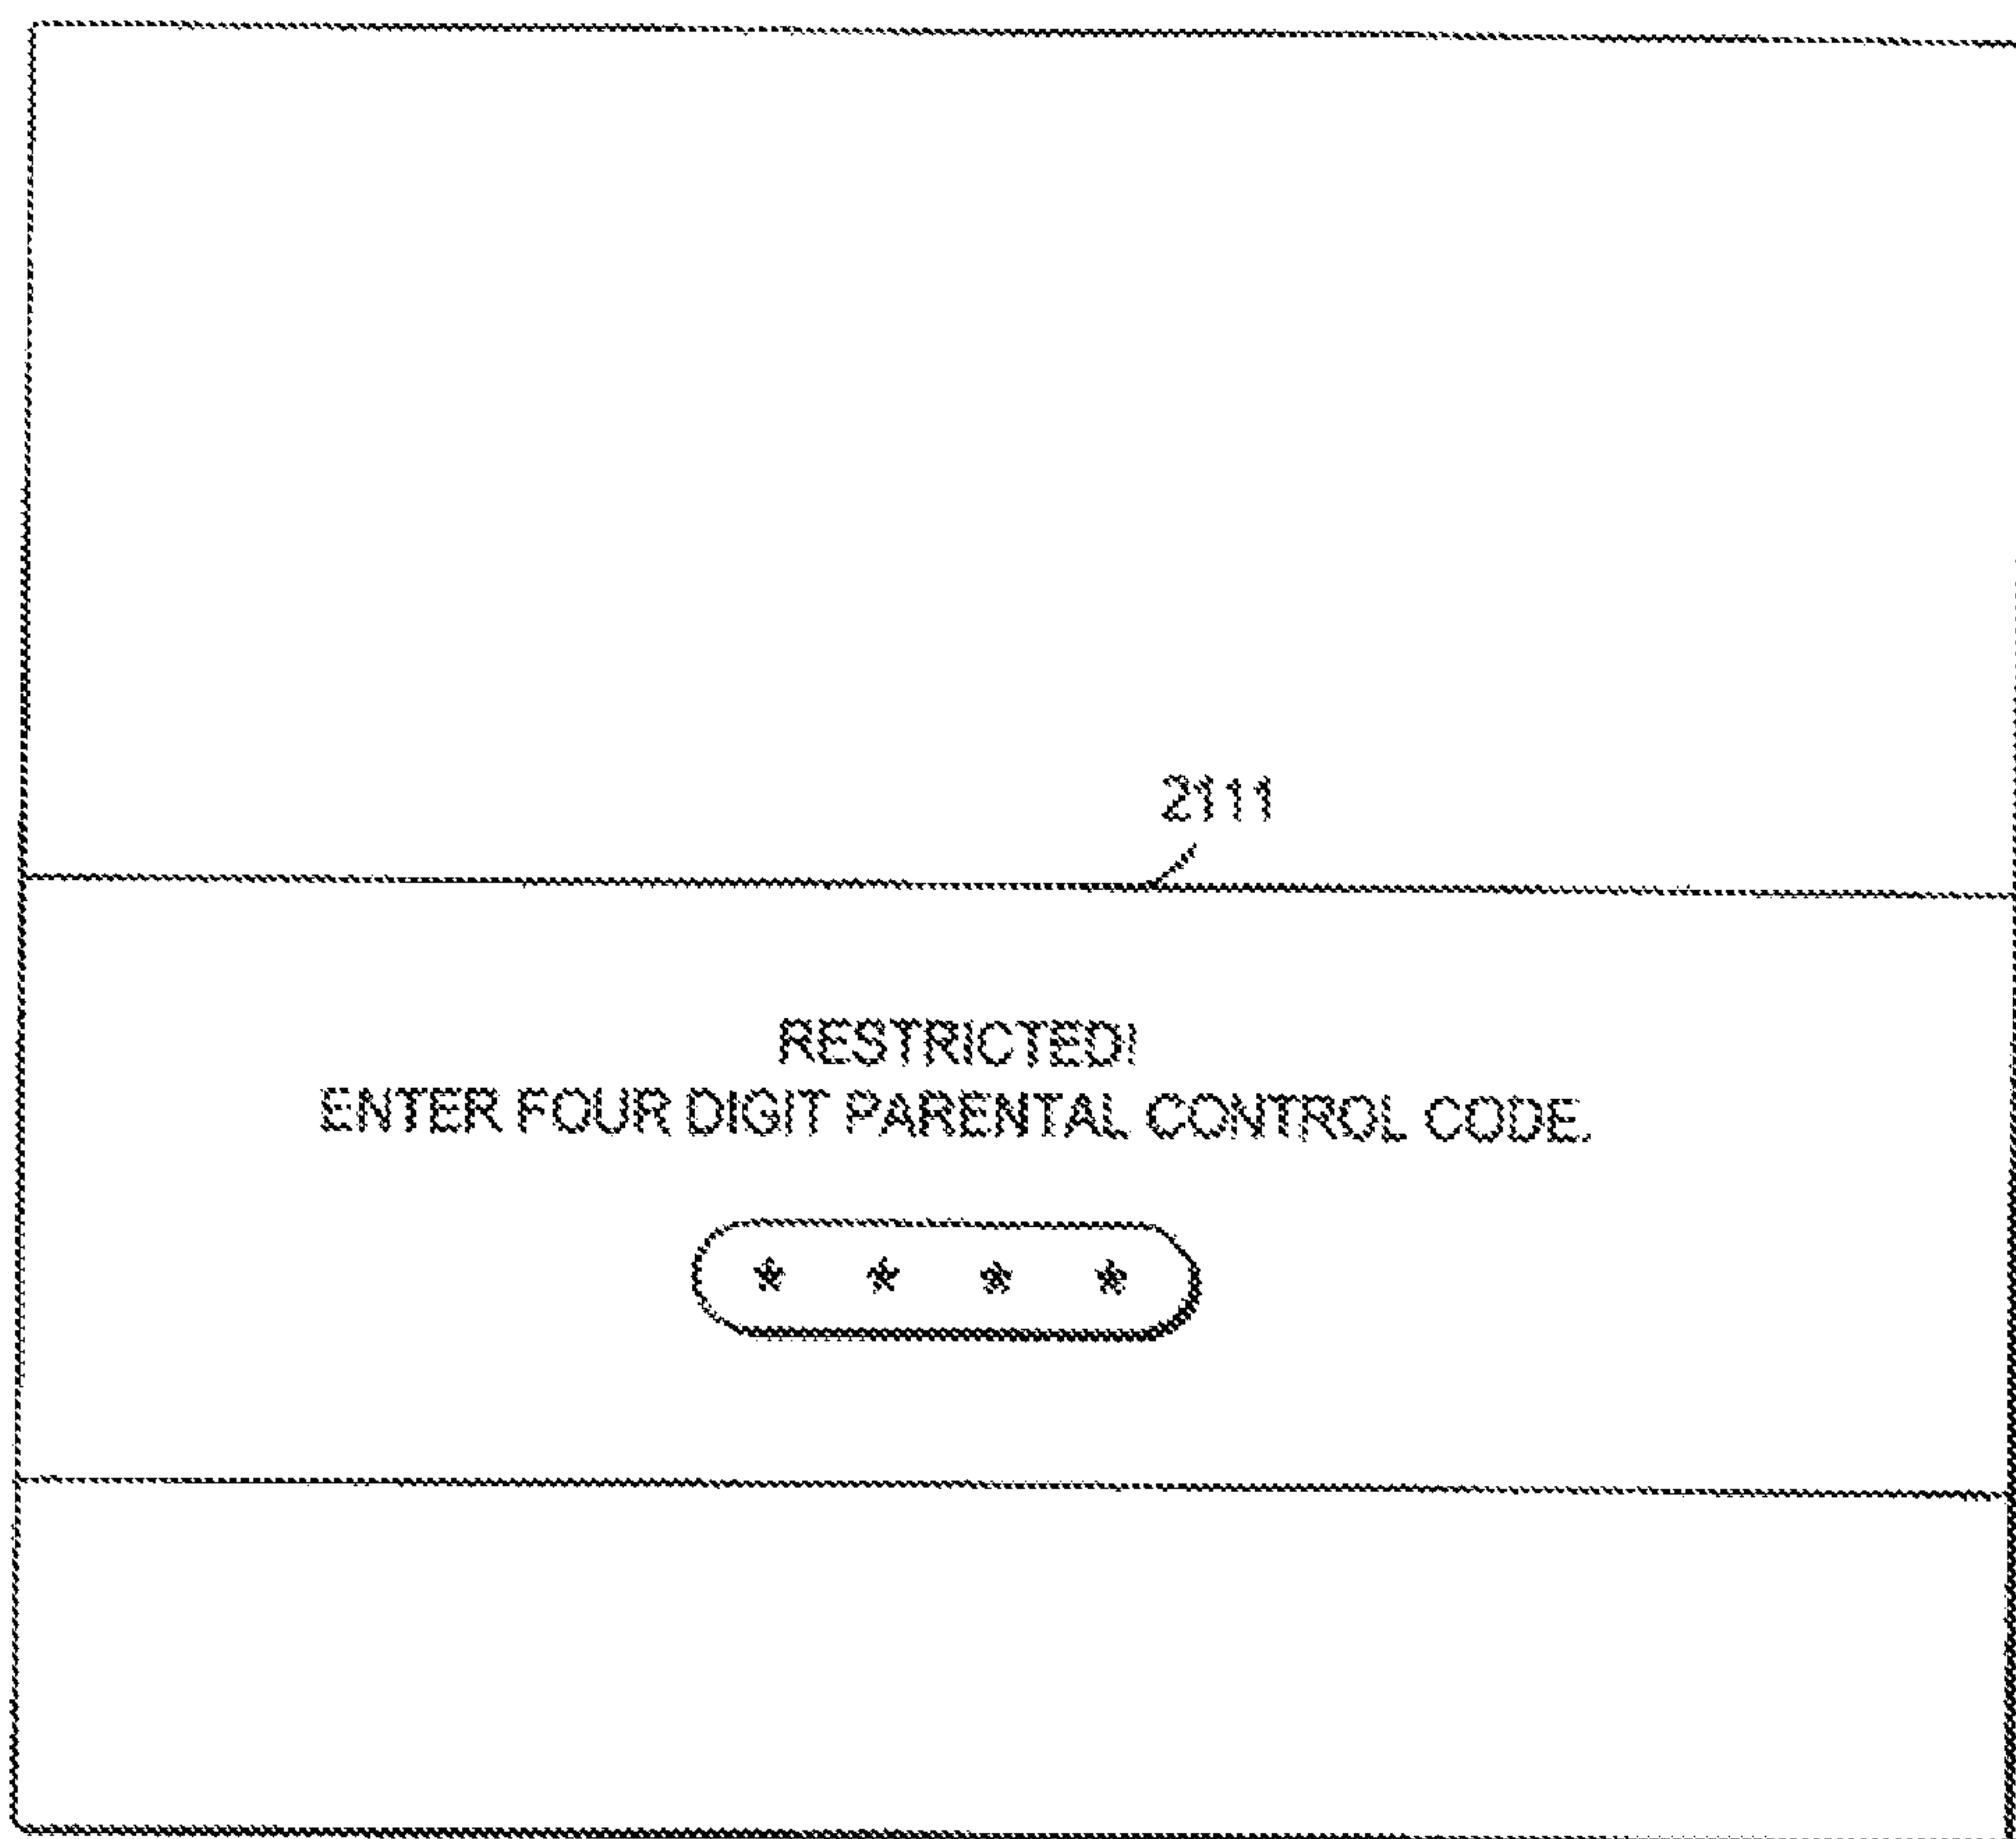 2111
RESTRICTED!
ENTER FOUR DIGIT PARENTAL CONTROL CODE.
* * * *